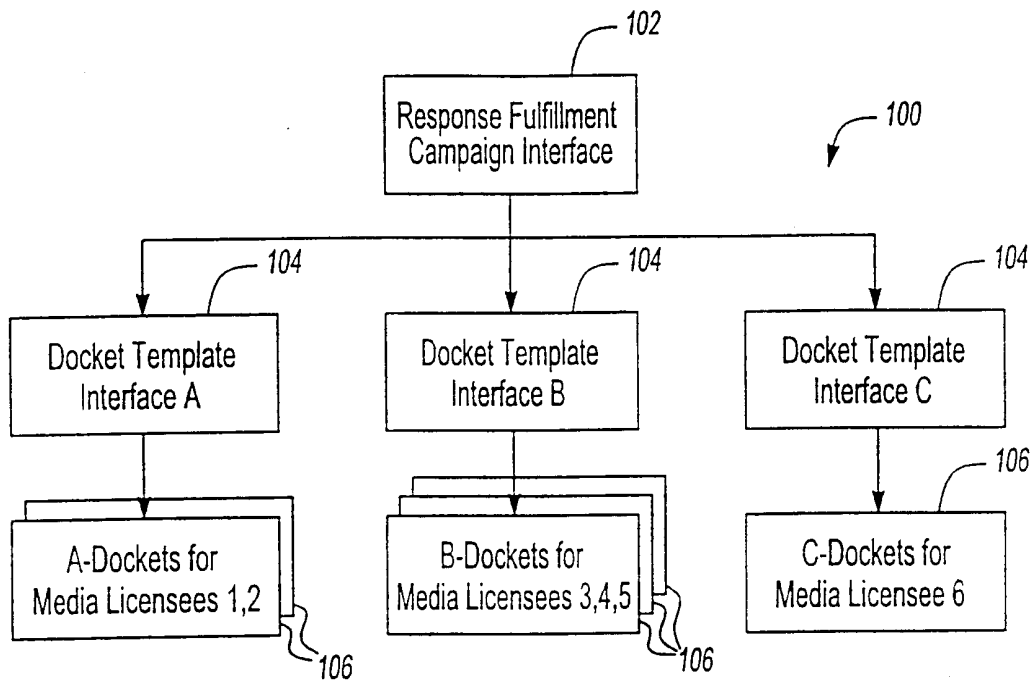 102
Response Fulfillment
Campaign Interface
100
104
104
104
Docket Template
Interface A
Docket Template
Interface B
Docket Template
Interface C
106
A-Dockets for
Media Licensees 1,2
B-Dockets for
Media Licensees 3,4,5
C-Dockets for
Media Licensee 6
106
106